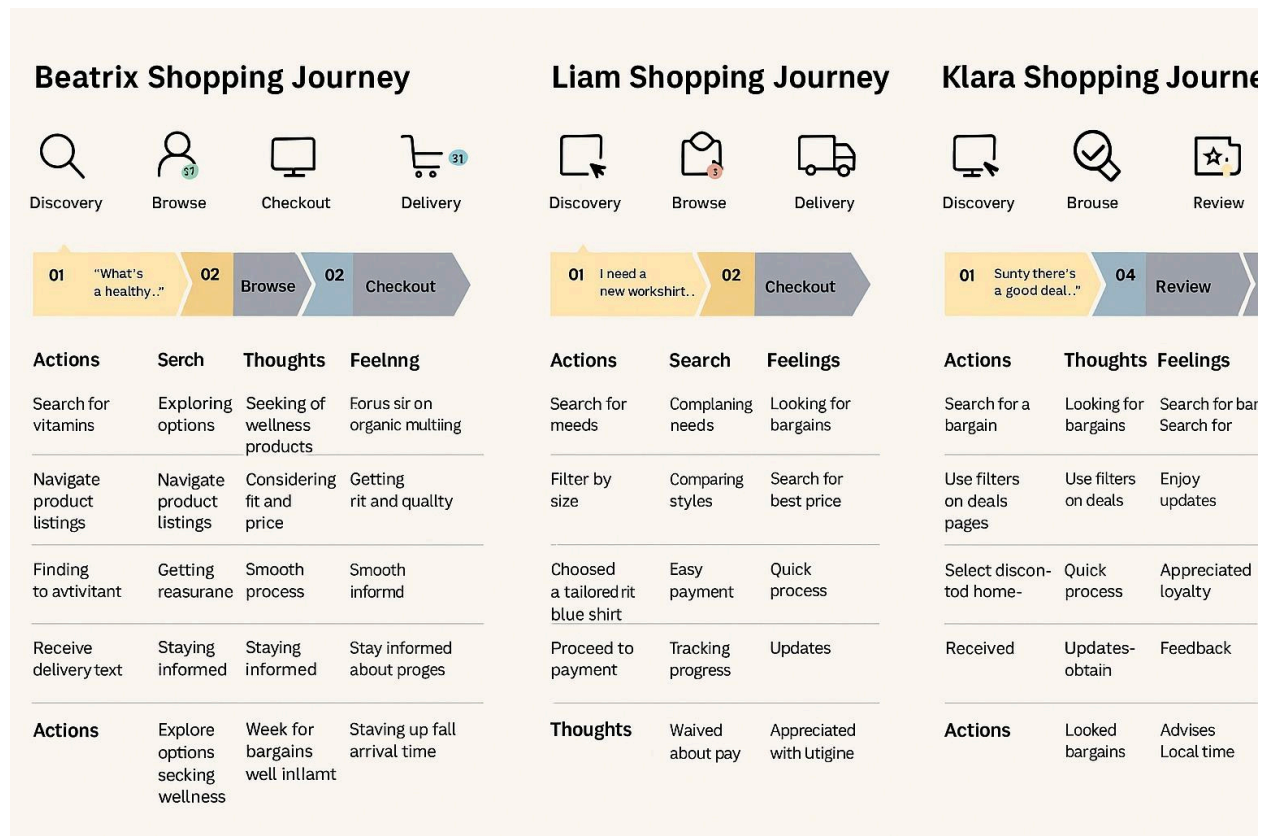 Beatrix Shopping Journey
Discovery
$7
Browse
Checkout
31
Delivery
01
"What's
a healthy.."
02
Browse
02
Checkout
Actions
Serch
Thoughts
Feelnng
Search for
vitamins
Exploring
options
Seeking of
wellness
products
Forus sir on
organic multiing
Navigate
product
listings
Navigate
product
listings
Considering
fit and
price
Getting
rit and quallty
Finding
to avtivitant
Getting
reasurane
Smooth
process
Smooth
informd
Receive
delivery text
Staying
informed
Staying
informed
Stay informed
about proges
Actions
Explore
options
secking
wellness
Week for
bargains
well inllamt
Staving up fall
arrival time
Liam Shopping Journey
Discovery
3
Browse
Delivery
01
I need a
new workshirt..
02
Checkout
Actions
Search
Feelings
Search for
meeds
Complaning
needs
Looking for
bargains
Filter by
size
Comparing
styles
Search for
best price
Choosed
a tailored rit
blue shirt
Easy
payment
Quick
process
Proceed to
payment
Tracking
progress
Updates
Thoughts
Waived
about pay
Appreciated
with Utigine
Klara Shopping Journe
Discovery
Brouse
Review
01
Sunty there's
a good deal.."
04
Review
Actions
Thoughts
Feelings
Search for a
bargain
Looking for
bargains
Search for bar
Search for
Use filters
on deals
pages
Use filters
on deals
Enjoy
updates
Select discon-
tod home-
Quick
process
Appreciated
loyalty
Received
Updates-
obtain
Feedback
Actions
Looked
bargains
Advises
Local time